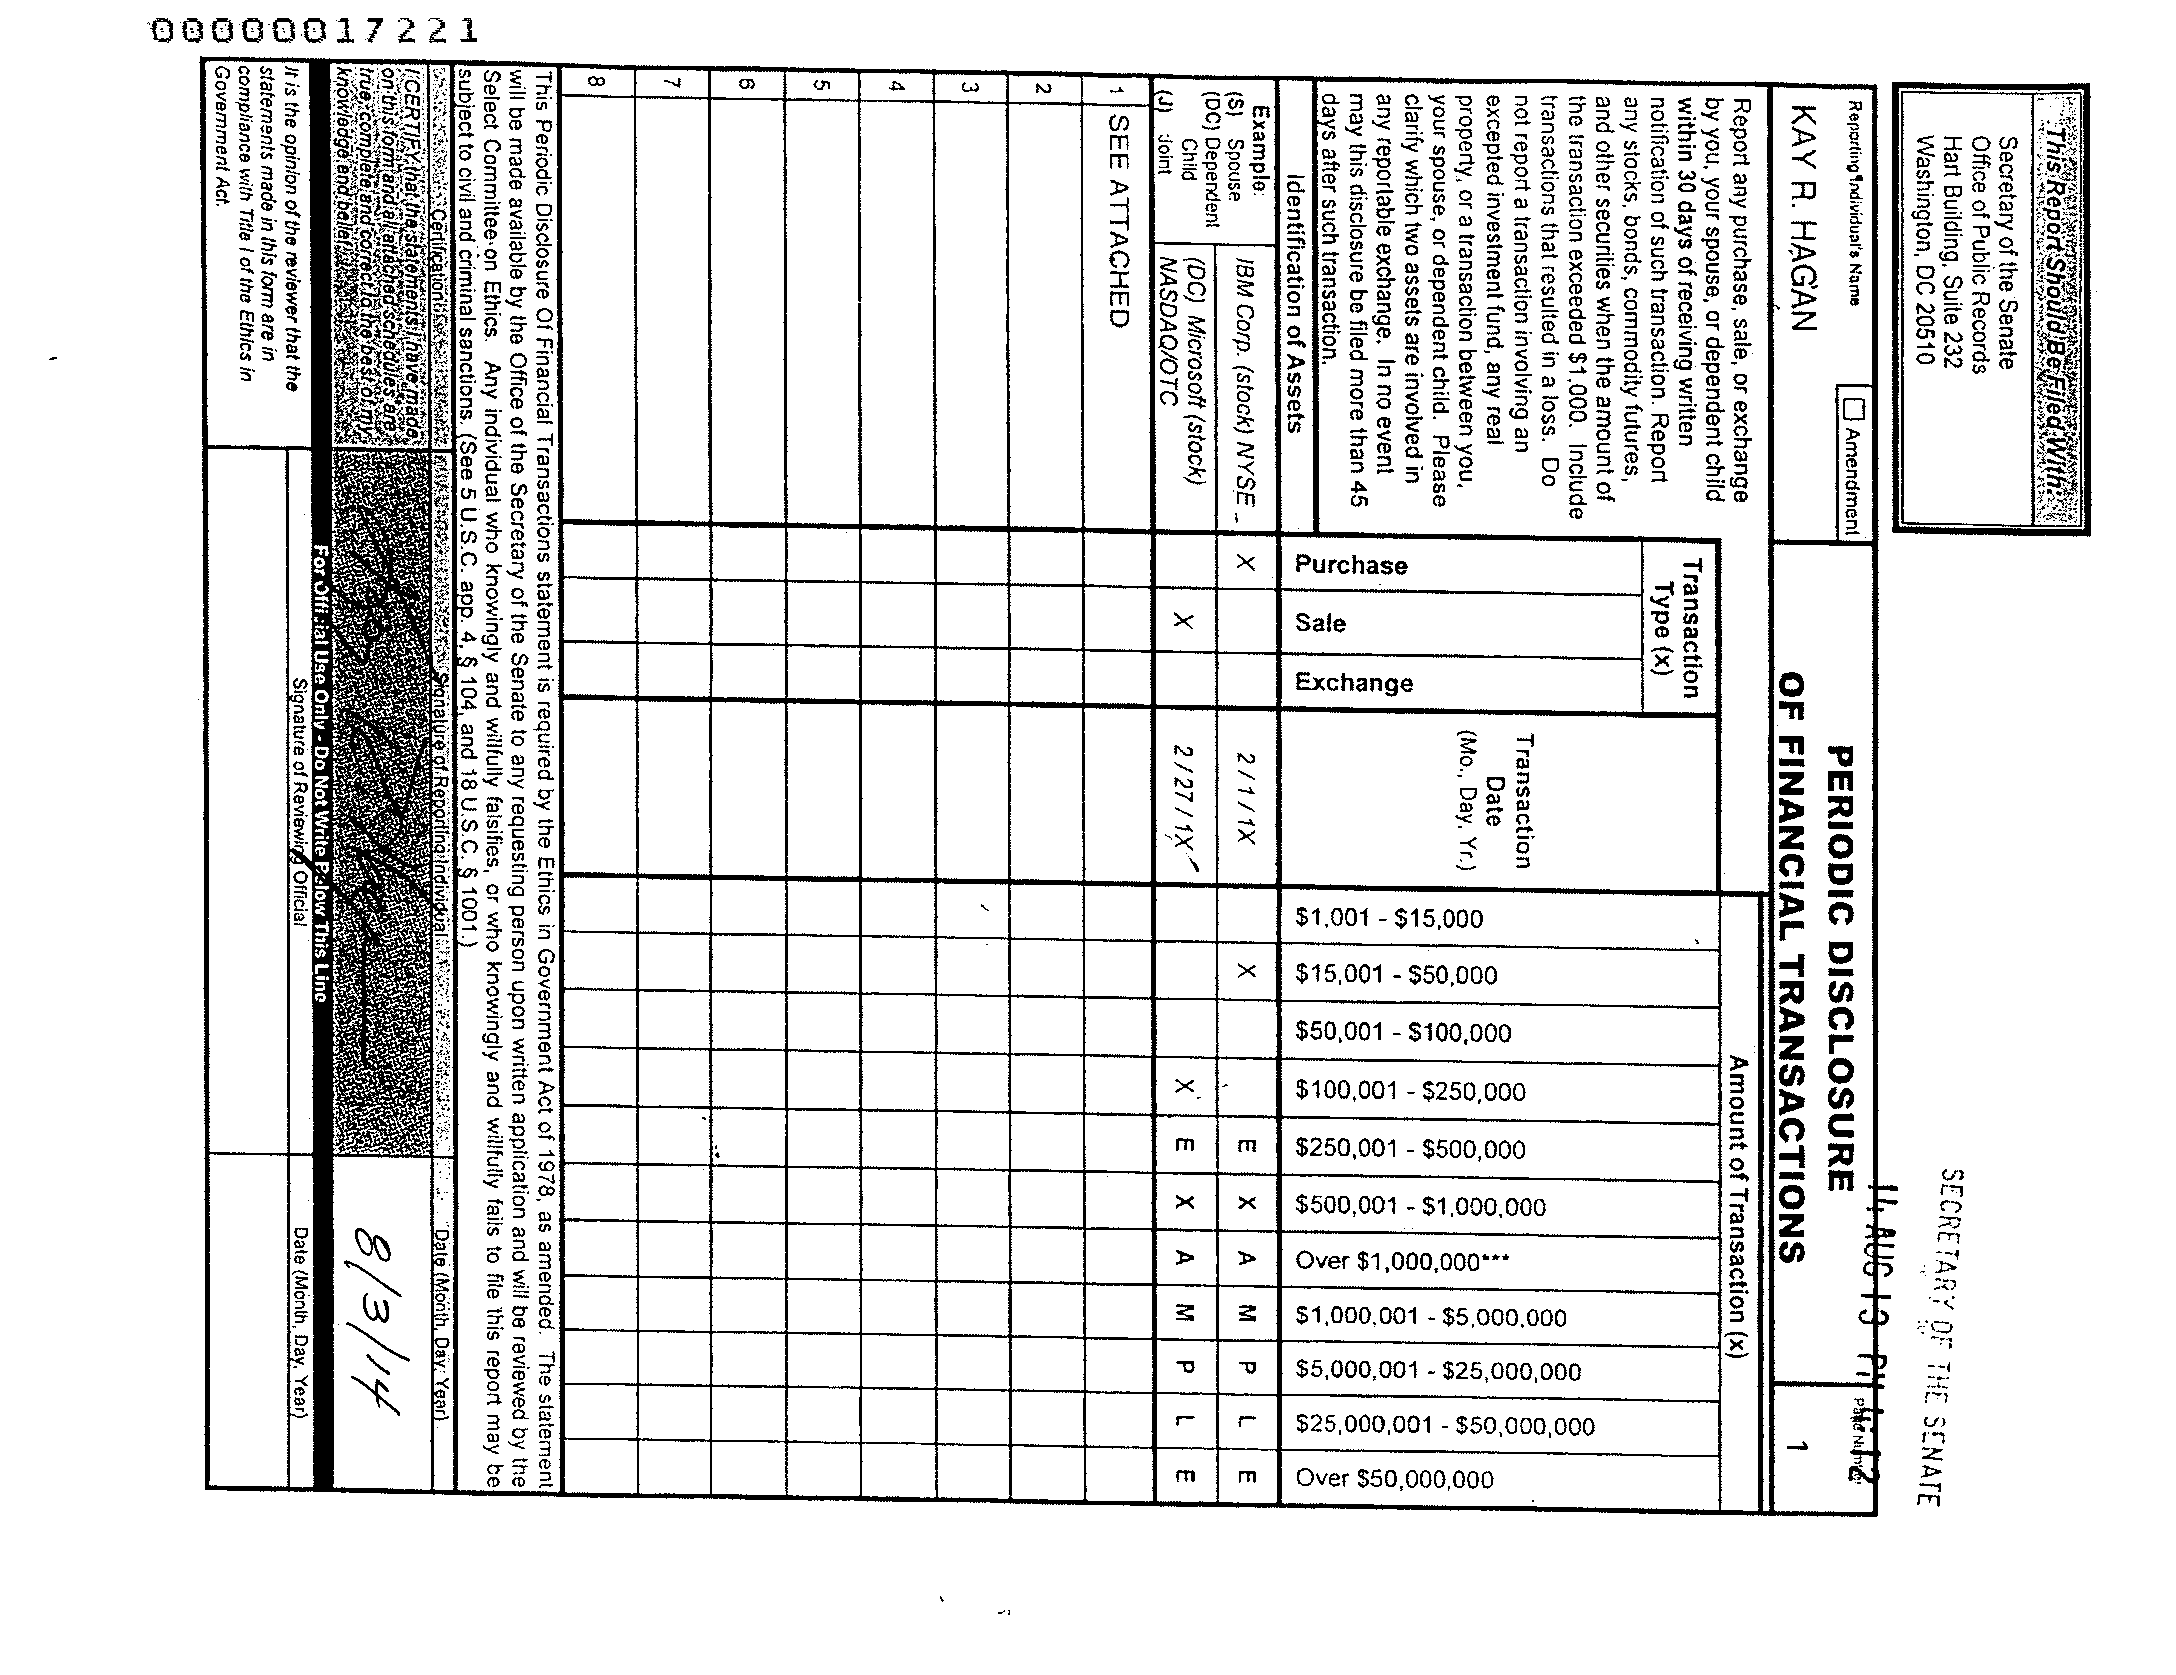 00000017221
This Report Should Be Filed With:
Secretary of the Senate
Office of Public Records
Hart Building, Suite 232
Washington, DC 20510
SECRETARY OF THE SENATE
14 AUG 13 PM 4:
Reporting Individual's Name
Amendment
KAY R. HAGAN
PERIODIC DISCLOSURE
OF FINANCIAL TRANSACTIONS
Page Number
1
Report any purchase, sale, or exchange
by you, your spouse, or dependent child
within 30 days of receiving written
notification of such transaction. Report
any stocks, bonds, commodity futures,
and other securities when the amount of
the transaction exceeded $1,000. Include
transactions that resulted in a loss. Do
not report a transaction involving an
excepted investment fund, any real
property, or a transaction between you,
your spouse, or dependent child. Please
clarify which two assets are involved in
any reportable exchange. In no event
may this disclosure be filed more than 45
days after such transaction.
Identification of Assets
Transaction
Type (x)
Purchase
Sale
Exchange
Transaction
Date
(Mo., Day, Yr.)
Amount of Transaction (x)
$1,001 - $15,000
$15,001 - $50,000
$50,001 - $100,000
$100,001 - $250,000
$250,001 - $500,000
$500,001 - $1,000,000
Over $1,000,000***
$1,000,001 - $5,000,000
$5,000,001 - $25,000,000
$25,000,001 - $50,000,000
Over $50,000,000
Example:
(S) Spouse
(DC) Dependent
Child
(J) Joint
IBM Corp. (stock) NYSE - X 2/1/1X X E X A M P L E
(DC) Microsoft (stock)
NASDAQ/OTC X 2/27/1X X E X A M P L E
1 SEE ATTACHED
2
3
4
5
6
7
8
This Periodic Disclosure Of Financial Transactions statement is required by the Ethics in Government Act of 1978, as amended. The statement
will be made available by the Office of the Secretary of the Senate to any requesting person upon written application and will be reviewed by the
Select Committee on Ethics. Any individual who knowingly and willfully falsifies, or who knowingly and willfully fails to file this report may be
subject to civil and criminal sanctions. (See 5 U.S.C. app. 4, § 104, and 18 U.S.C. § 1001.)
Certification
Signature of Reporting Individual
Date (Month, Day, Year)
I CERTIFY that the statements I have made
on this form and all attached schedules are
true, complete and correct to the best of my
knowledge and belief.
8/3/14
For Official Use Only - Do Not Write Below This Line
It is the opinion of the reviewer that the
statements made in this form are in
compliance with Title I of the Ethics in
Government Act.
Signature of Reviewing Official
Date (Month, Day, Year)